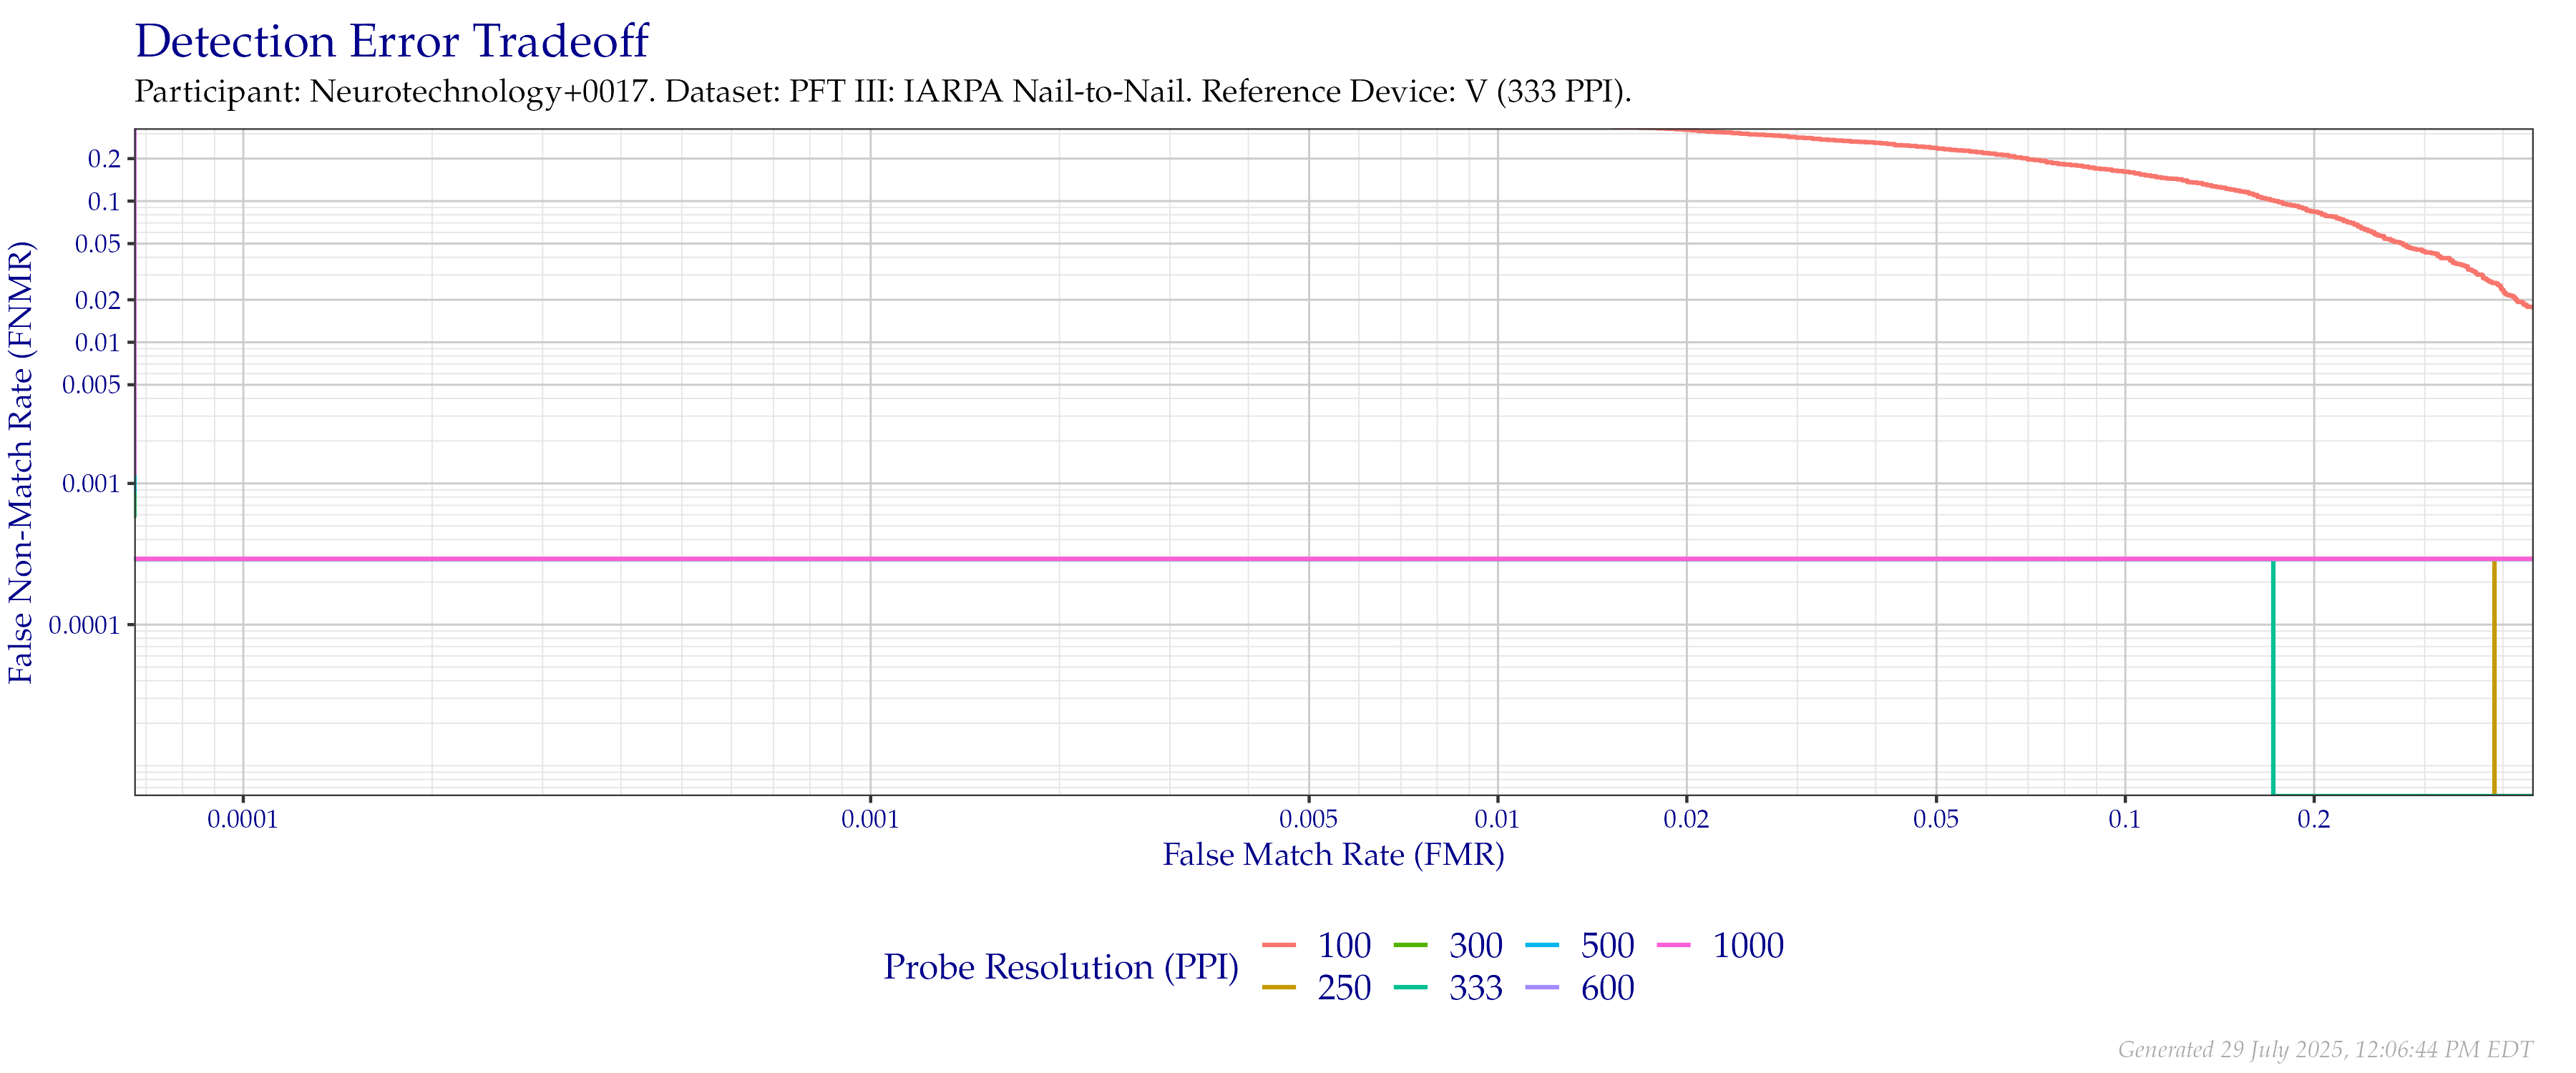 Detection Error Tradeoff
Participant: Neurotechnology+0017. Dataset: PFT III: IARPA Nail-to-Nail. Reference Device: V (333 PPI).
False Non-Match Rate (FNMR)
0.2
0.1
0.05
0.02
0.01
0.005
0.001
0.0001
0.0001 0.001 0.005 0.01 0.02 0.05 0.1 0.2
False Match Rate (FMR)
Probe Resolution (PPI)
100 300 500 1000
250 333 600
Generated 29 July 2025, 12:06:44 PM EDT